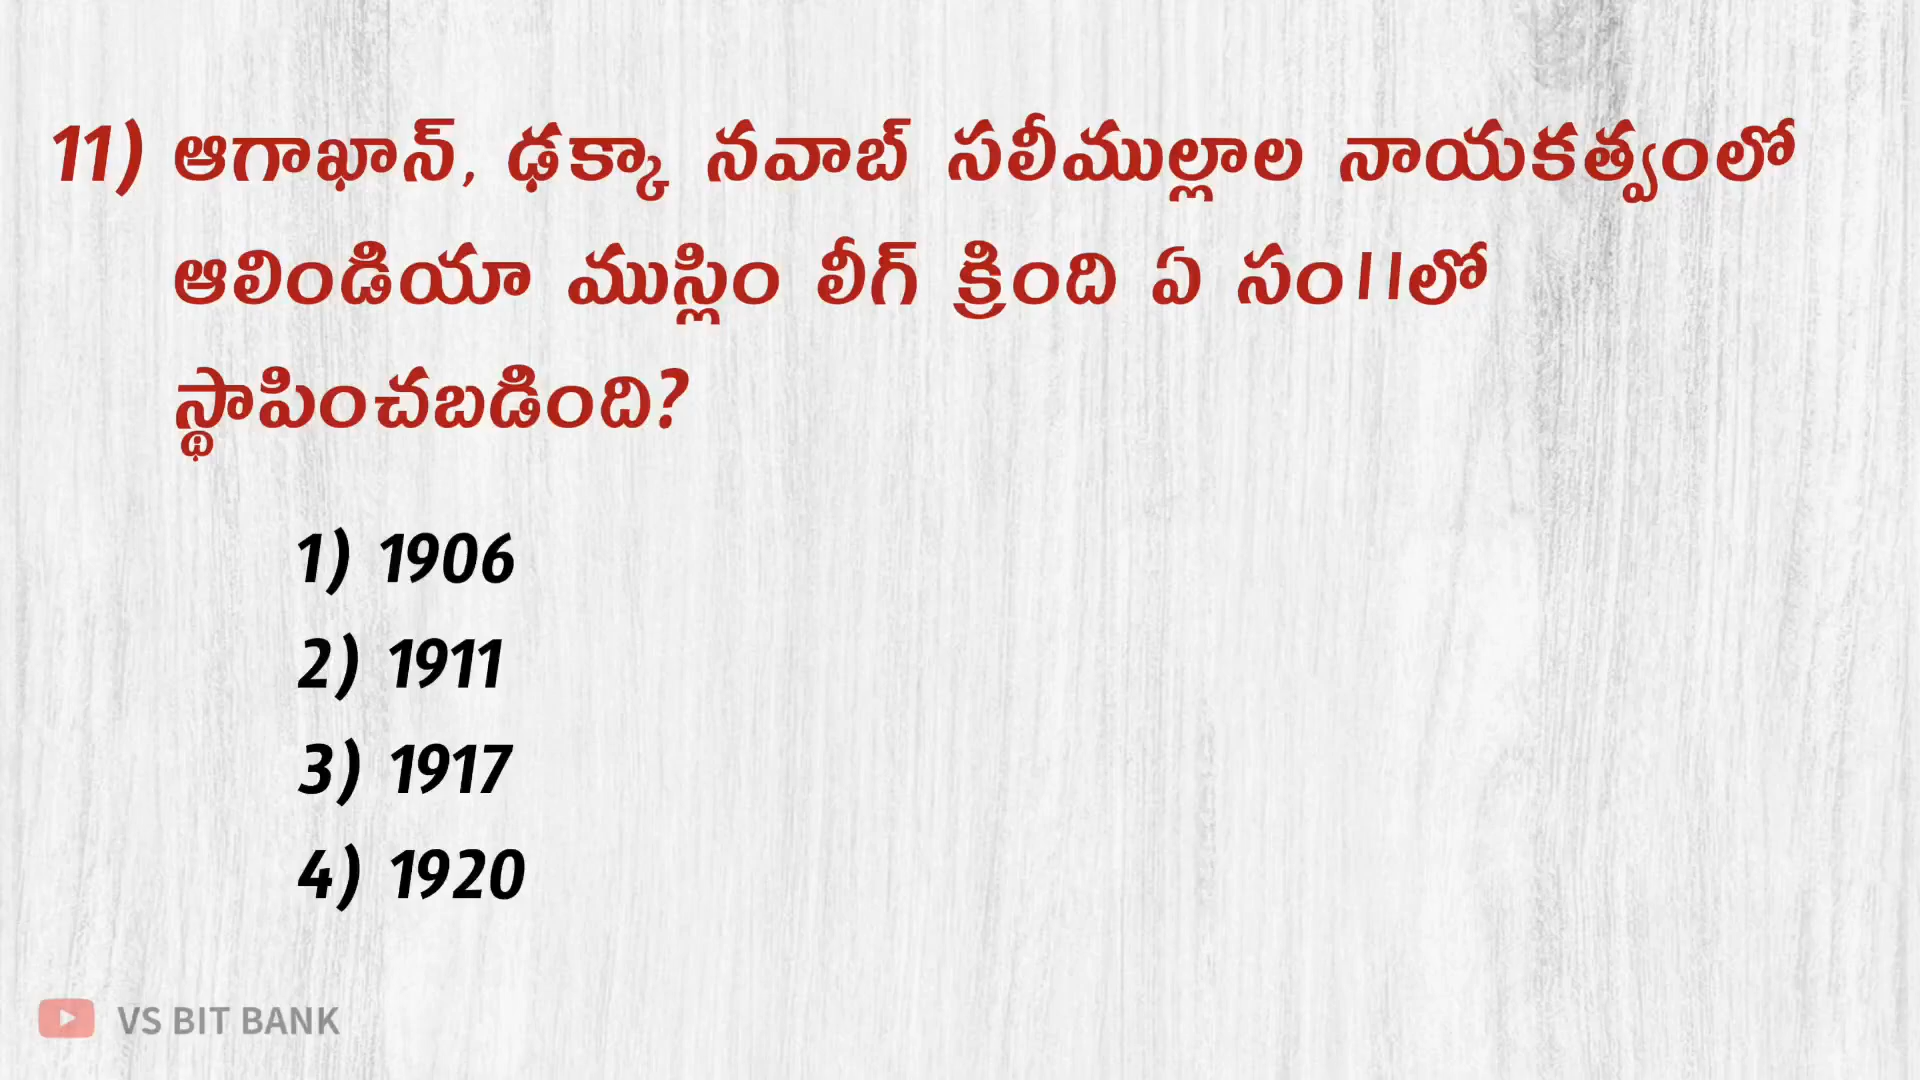 11) ఆగాఖాన్, ఢక్కా నవాబ్ సలీముల్లాల నాయకత్వంలో
ఆలిండియా ముస్లిం లీగ్ క్రింది ఏ సం||లో
స్థాపించబడింది?
1) 1906
2) 1911
3) 1917
4) 1920
VS BIT BANK